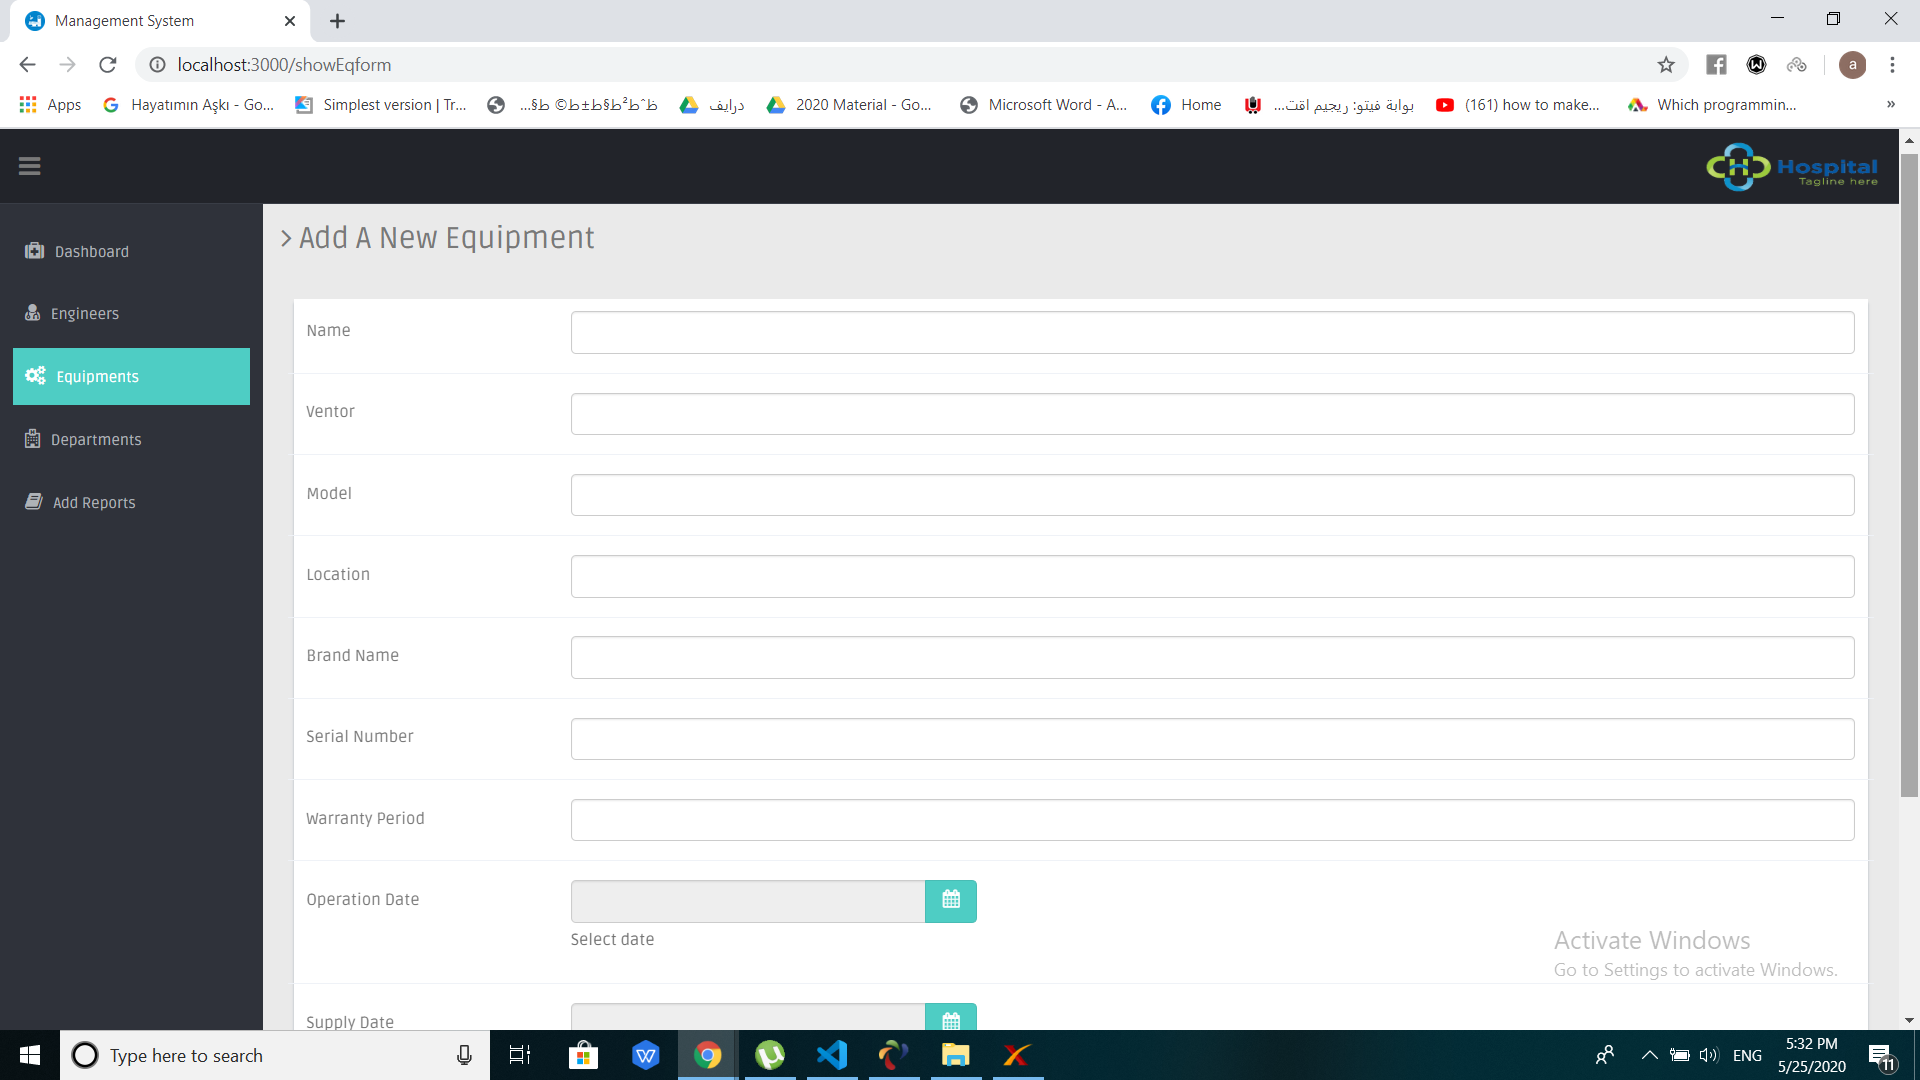 Management System
localhost:3000/showEqform
a
Apps
Hayatımın Aşkı - Go...
Simplest version | Tr...
ظˆط²ط§ط±ط© ط§...
درايف
2020 Material - Go...
Microsoft Word - A...
Home
بوابة فيتو: ريجيم اقت...
(161) how to make...
Which programmin...
»
CHC Hospital
Tagline here
Dashboard
Engineers
Equipments
Departments
Add Reports
Add A New Equipment
Name
Ventor
Model
Location
Brand Name
Serial Number
Warranty Period
Operation Date
Select date
Supply Date
Activate Windows
Go to Settings to activate Windows.
Type here to search
ENG
5:32 PM
5/25/2020
11